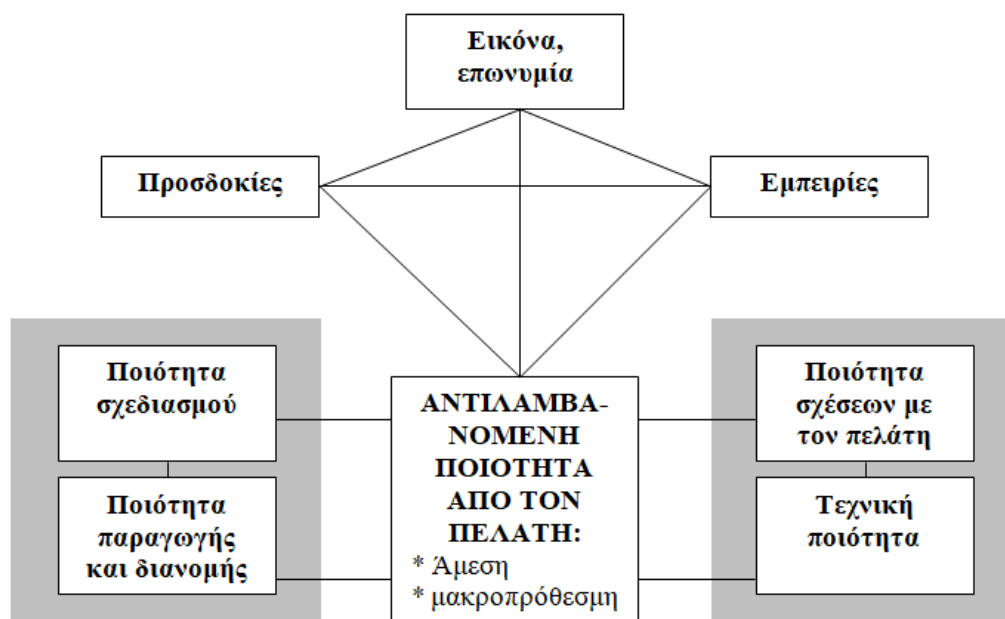 Εικόνα,
επωνυμία
Προσδοκίες
Εμπειρίες
Ποιότητα
σχεδιασμού
Ποιότητα
παραγωγής
και διανομής
ΑΝΤΙΛΑΜΒΑ-
ΝΟΜΕΝΗ
ΠΟΙΟΤΗΤΑ
ΑΠΟ ΤΟΝ
ΠΕΛΑΤΗ:
* Άμεση
* μακροπρόθεσμη
Ποιότητα
σχέσεων με
τον πελάτη
Τεχνική
ποιότητα